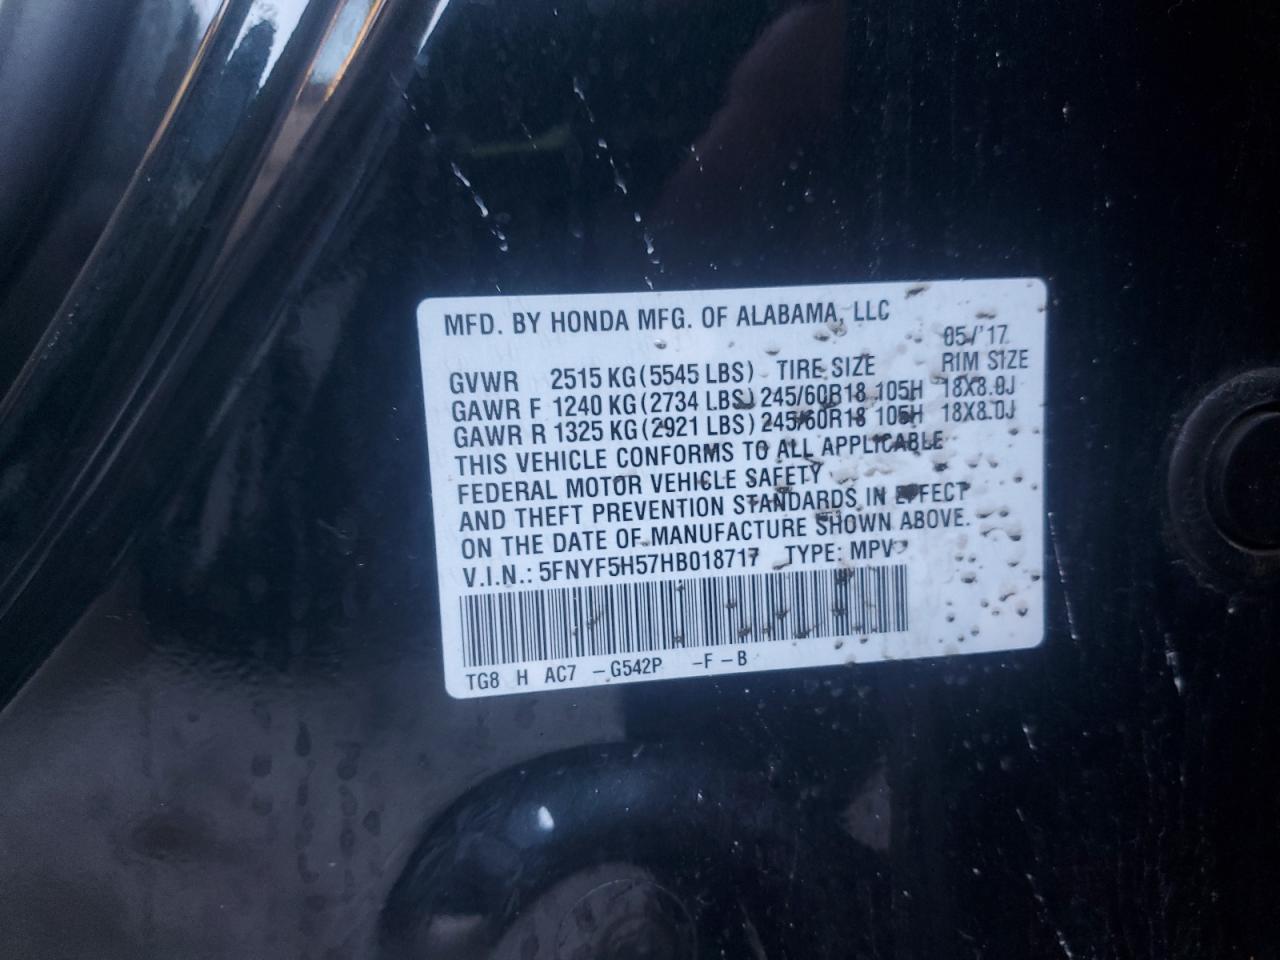 MFD. BY HONDA MFG. OF ALABAMA, LLC
05/'17
GVWR 2515 KG (5545 LBS) TIRE SIZE RIM SIZE
GAWR F 1240 KG (2734 LBS) 245/60R18 105H 18X8.0J
GAWR R 1325 KG (2921 LBS) 245/60R18 105H 18X8.0J
THIS VEHICLE CONFORMS TO ALL APPLICABLE
FEDERAL MOTOR VEHICLE SAFETY
AND THEFT PREVENTION STANDARDS IN EFFECT
ON THE DATE OF MANUFACTURE SHOWN ABOVE.
V.I.N.: 5FNYF5H57HB018717 TYPE: MPV
TG8 H AC7 -G542P -F -B